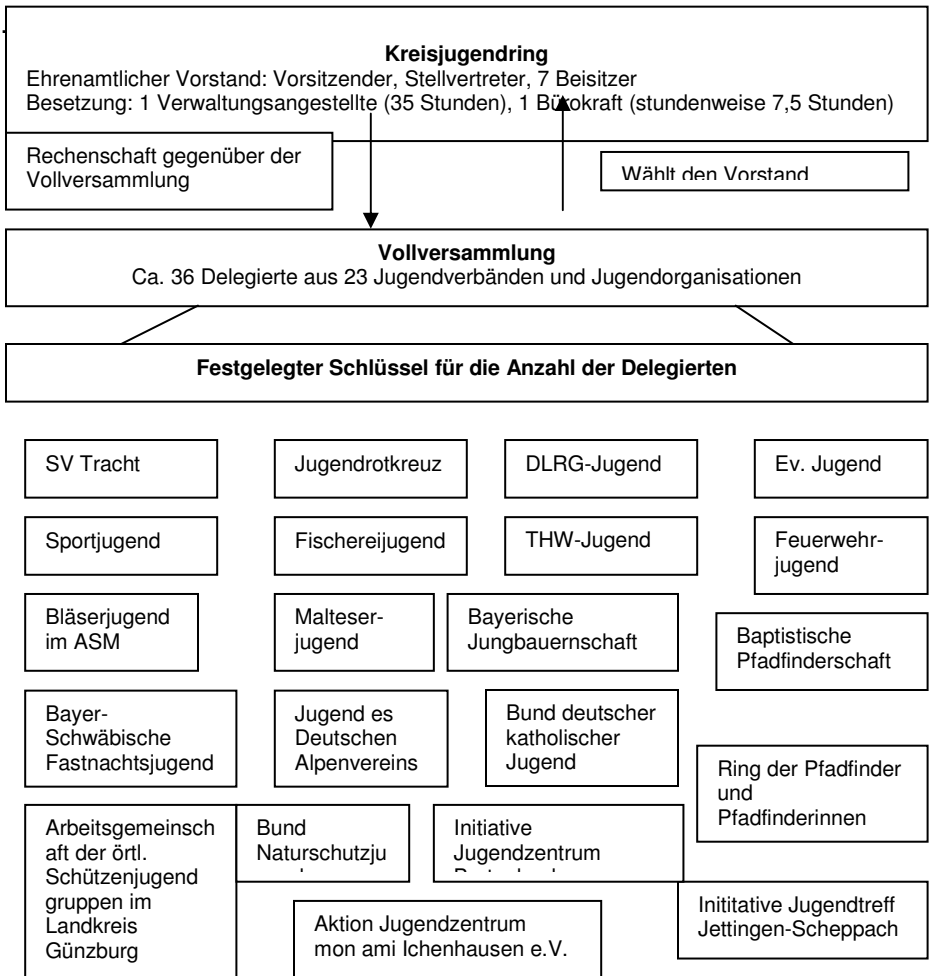 Kreisjugendring
Ehrenamtlicher Vorstand: Vorsitzender, Stellvertreter, 7 Beisitzer
Besetzung: 1 Verwaltungsangestellte (35 Stunden), 1 Bürokraft (stundenweise 7,5 Stunden)
Rechenschaft gegenüber der
Vollversammlung
Wählt den Vorstand
Vollversammlung
Ca. 36 Delegierte aus 23 Jugendverbänden und Jugendorganisationen
Festgelegter Schlüssel für die Anzahl der Delegierten
SV Tracht
Jugendrotkreuz
DLRG-Jugend
Ev. Jugend
Sportjugend
Fischereijugend
THW-Jugend
Feuerwehr-
jugend
Bläserjugend
im ASM
Malteser-
jugend
Bayerische
Jungbauernschaft
Baptistische
Pfadfinderschaft
Bayer-
Schwäbische
Fastnachtsjugend
Jugend es
Deutschen
Alpenvereins
Bund deutscher
katholischer
Jugend
Ring der Pfadfinder
und
Pfadfinderinnen
Arbeitsgemeinsch
aft der örtl.
Schützenjugend
gruppen im
Landkreis
Günzburg
Bund
Naturschutzju
Initiative
Jugendzentrum
Aktion Jugendzentrum
mon ami Ichenhausen e.V.
Inititative Jugendtreff
Jettingen-Scheppach